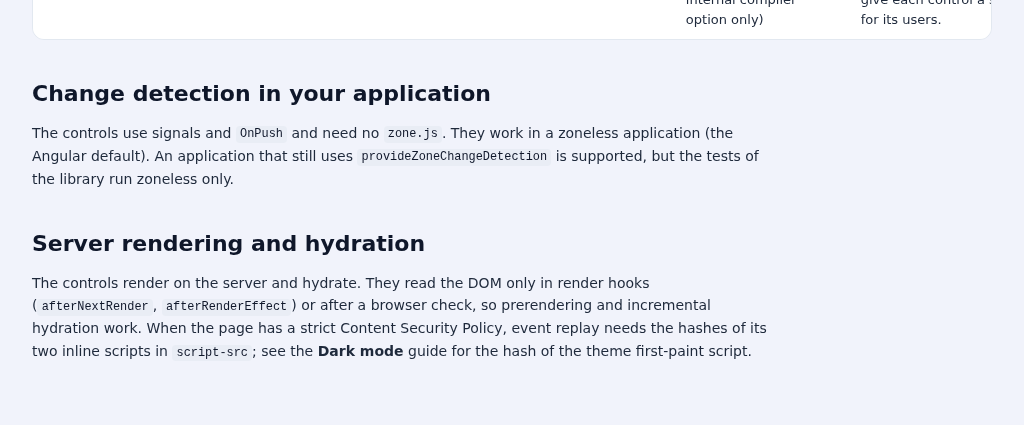 internal compiler
option only)
give each control a
for its users.
Change detection in your application
The controls use signals and OnPush and need no zone.js. They work in a zoneless application (the
Angular default). An application that still uses provideZoneChangeDetection is supported, but the tests of
the library run zoneless only.
Server rendering and hydration
The controls render on the server and hydrate. They read the DOM only in render hooks
(afterNextRender, afterRenderEffect) or after a browser check, so prerendering and incremental
hydration work. When the page has a strict Content Security Policy, event replay needs the hashes of its
two inline scripts in script-src; see the Dark mode guide for the hash of the theme first-paint script.